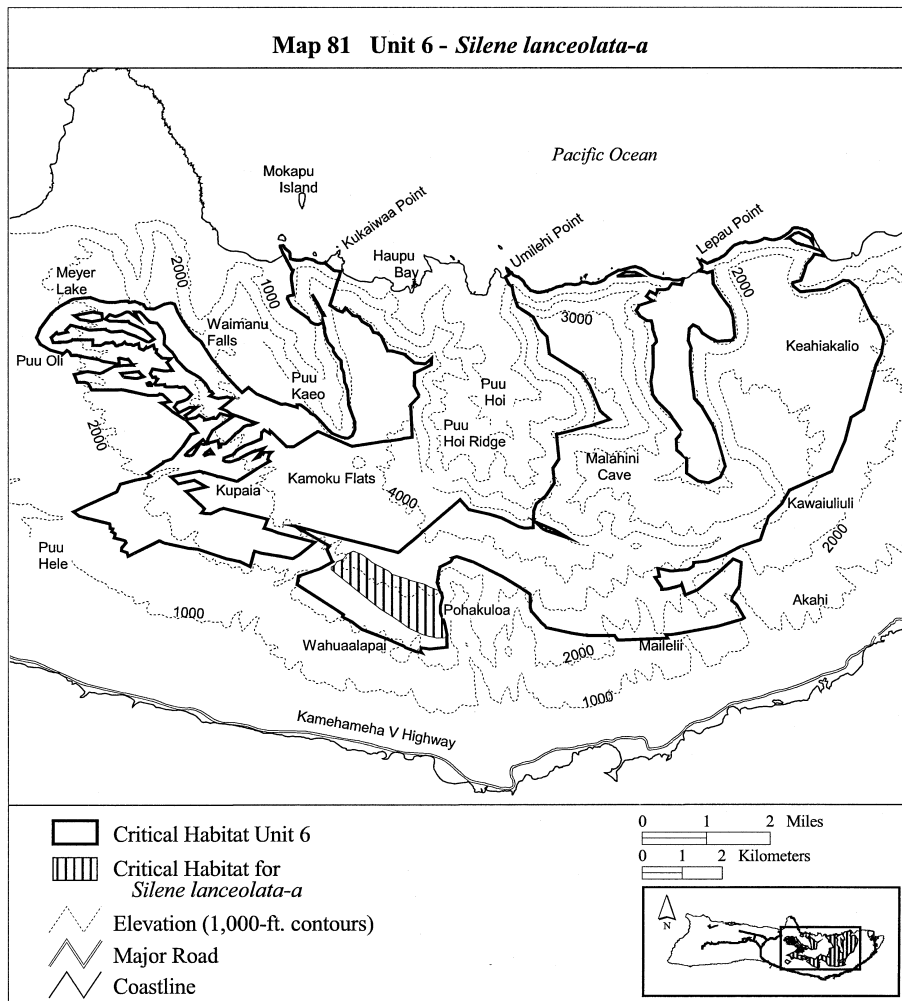 Map 81 Unit 6 - Silene lanceolata-a
Pacific Ocean
Mokapu
Island
Kukaiwaa Point
Haupu
Bay
Umilehi Point
Lepau Point
Meyer
Lake
2000
1000
2000
3000
Waimanu
Falls
Puu Oli
Keahiakalio
Puu
Kaeo
Puu
Hoi
Puu
Hoi Ridge
2000
Malahini
Cave
Kamoku Flats
Kupaia
4000
Kawaiuliuli
2000
Puu
Hele
Akahi
1000
Pohakuloa
Wahuaalapai
Mailelii
2000
1000
Kamehameha V Highway
Critical Habitat Unit 6
Critical Habitat for
Silene lanceolata-a
Elevation (1,000-ft. contours)
Major Road
Coastline
0 1 2 Miles
0 1 2 Kilometers
N